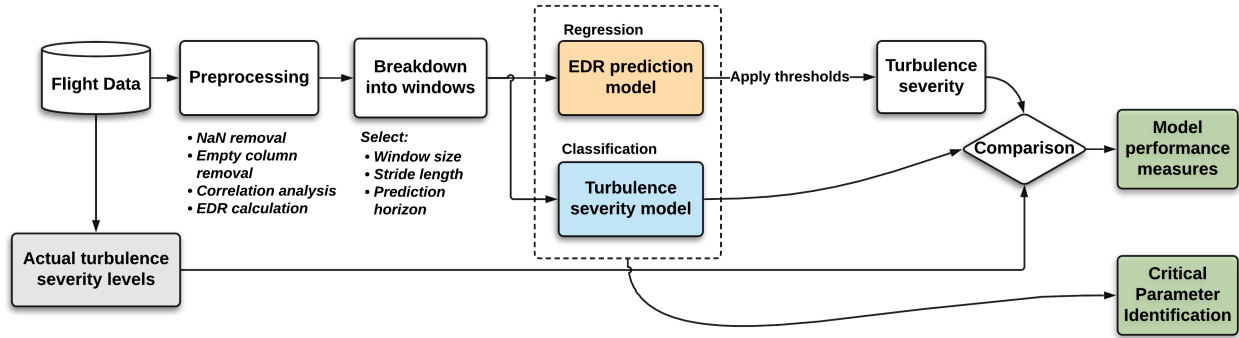 Flight Data
Preprocessing
• NaN removal
• Empty column
removal
• Correlation analysis
• EDR calculation
Breakdown
into windows
Select:
• Window size
• Stride length
• Prediction
horizon
Regression
EDR prediction
model
Classification
Turbulence
severity model
Apply thresholds
Turbulence
severity
Comparison
Model
performance
measures
Actual turbulence
severity levels
Critical
Parameter
Identification